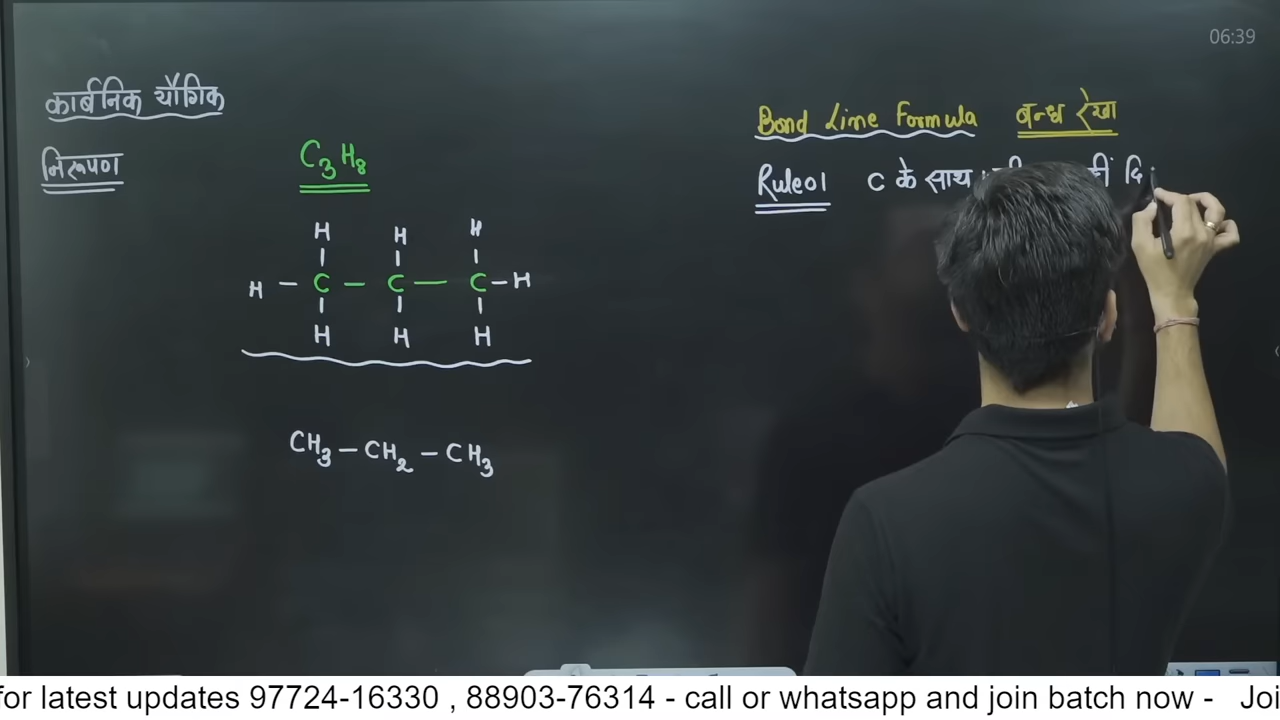 06:39
कार्बनिक यौगिक
निरूपण
C3H8
H H H
H - C - C - C - H
H H H
CH3 - CH2 - CH3
Bond Line Formula बन्ध रेखा
Rule01 C के साथ
for latest updates 97724-16330 , 88903-76314 - call or whatsapp and join batch now - Joi